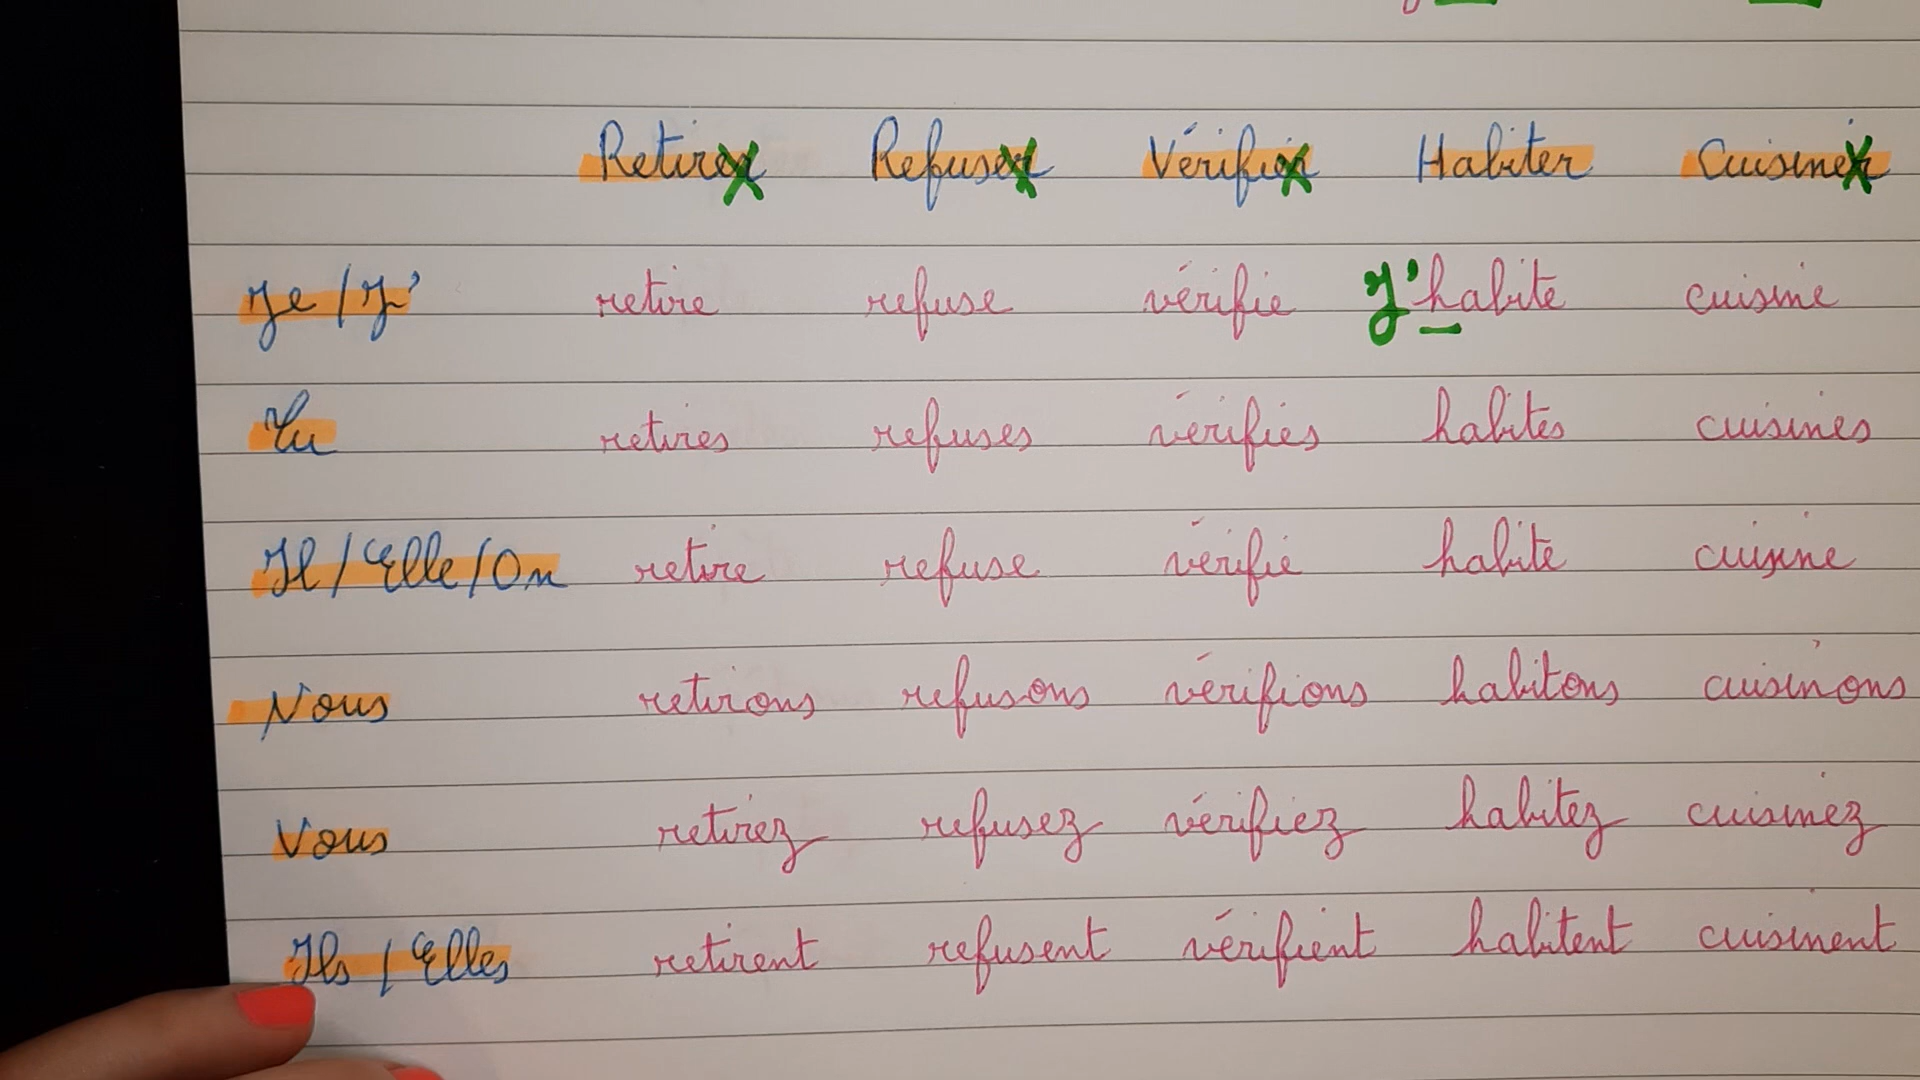 Retirer Refuser Vérifier Habiter Cuisiner
Je / J' retire refuse vérifie J'habite cuisine
Tu retires refuses vérifies habites cuisines
Il / Elle / On retire refuse vérifie habite cuisine
Nous retirons refusons vérifions habitons cuisinons
Vous retirez refusez vérifiez habitez cuisinez
Ils / Elles retirent refusent vérifient habitent cuisinent